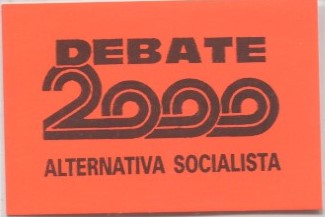 DEBATE
2000
ALTERNATIVA SOCIALISTA